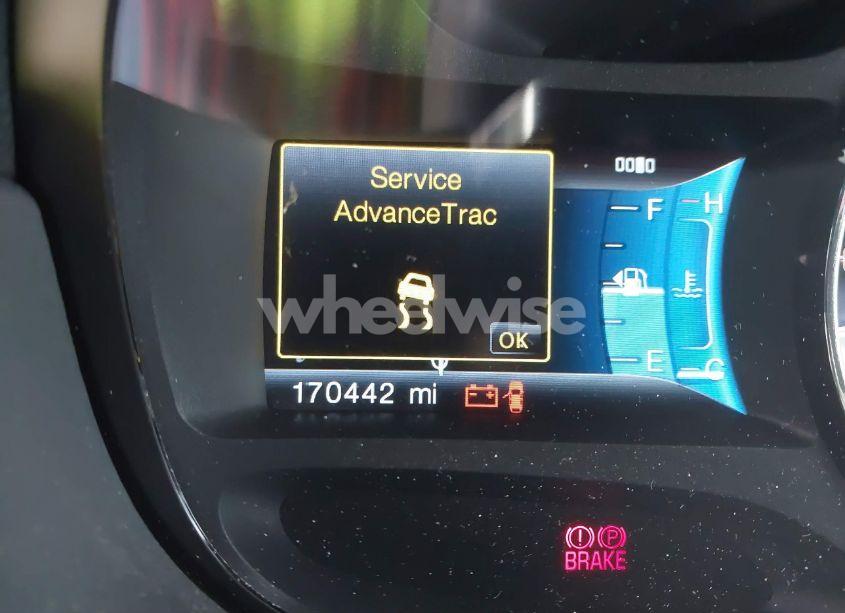 Service
AdvanceTrac
wheelwise
OK
F
H
E
C
170442 mi
P
BRAKE